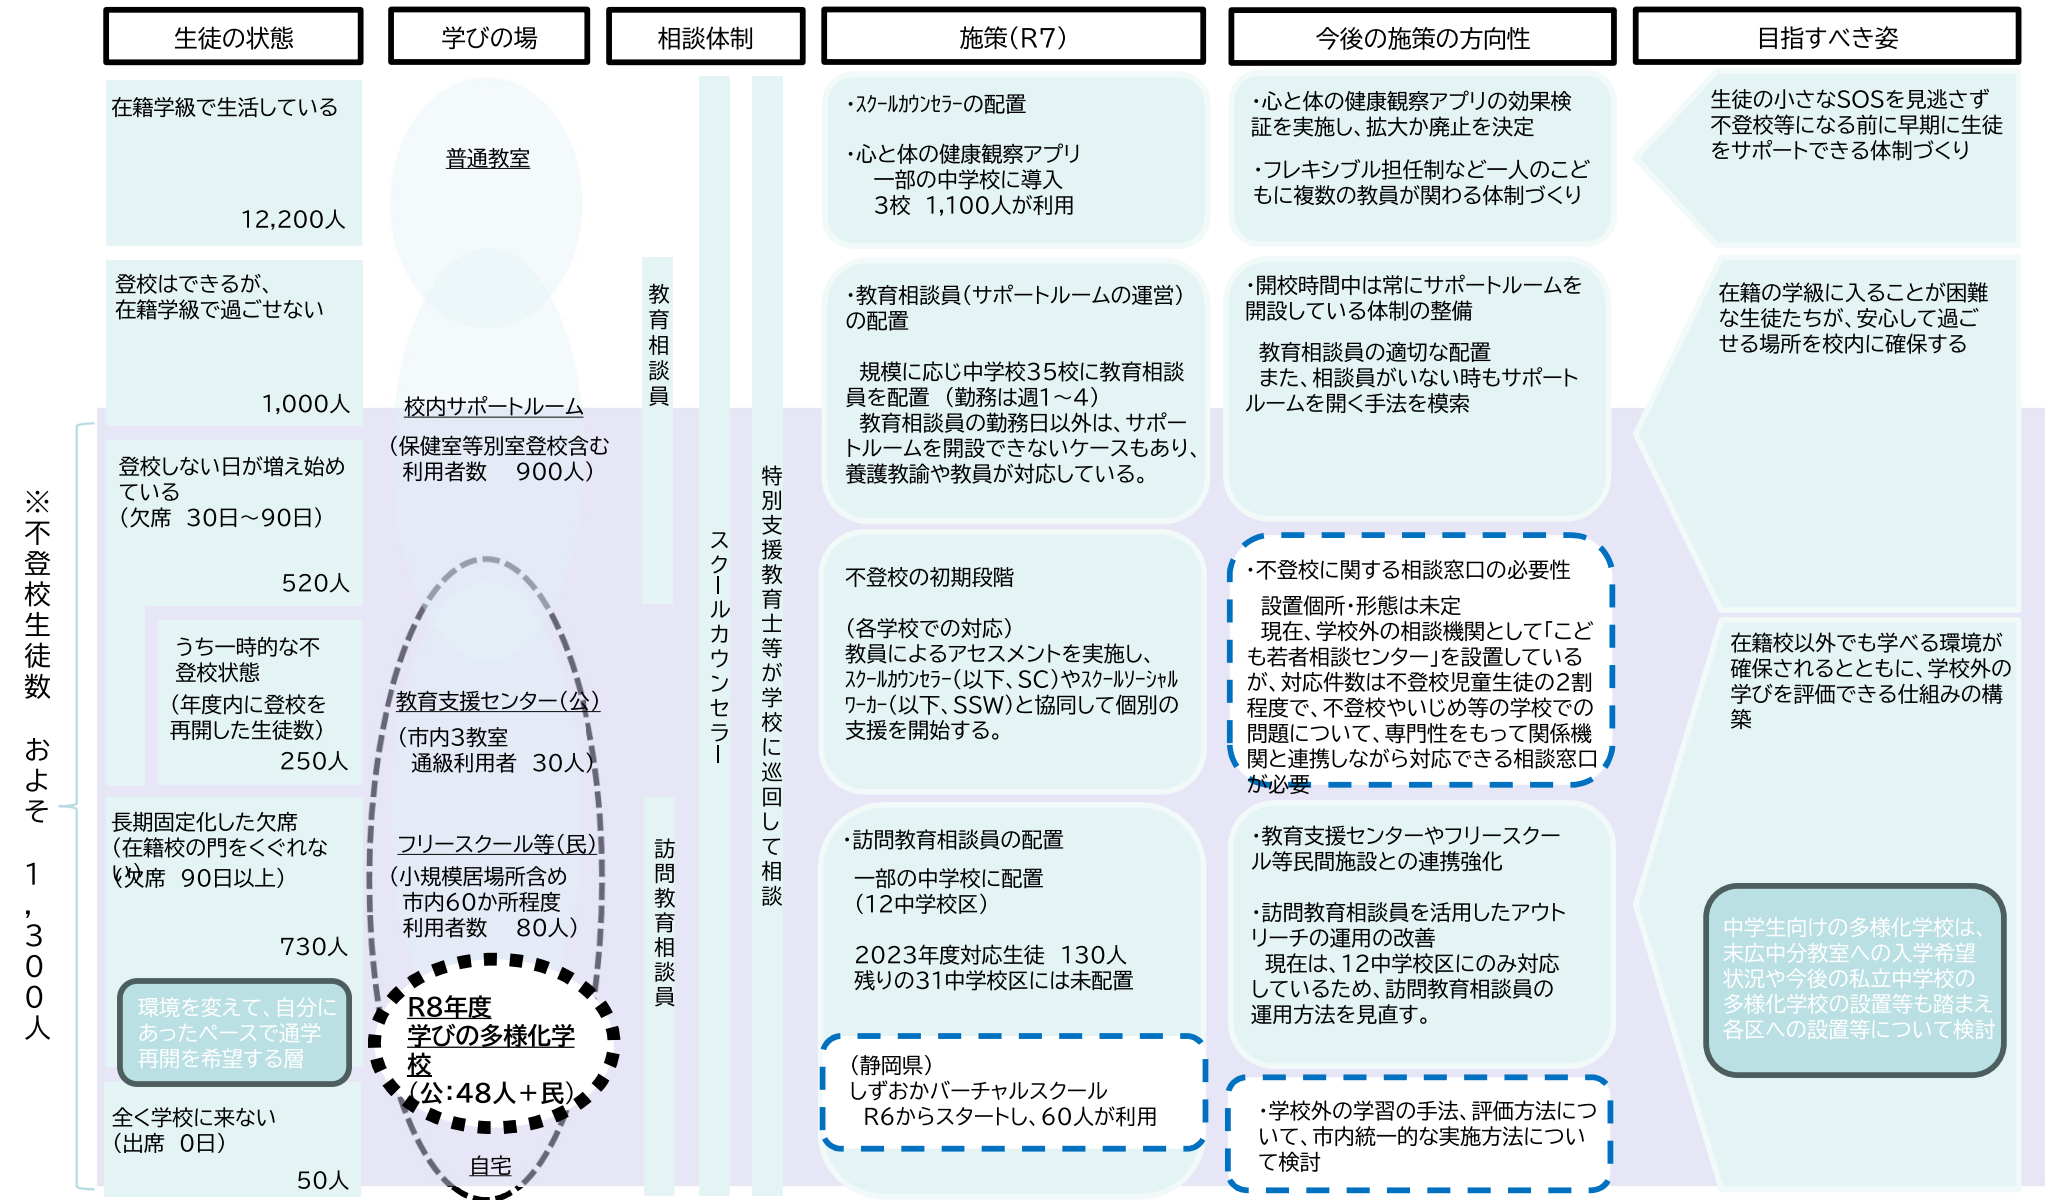 生徒の状態
学びの場
相談体制
施策（R7）
今後の施策の方向性
目指すべき姿
※不登校生徒数　およそ　1,300人
在籍学級で生活している
12,200人
登校はできるが、
在籍学級で過ごせない
1,000人
登校しない日が増え始め
ている
（欠席　30日～90日）
520人
うち一時的な不
登校状態
（年度内に登校を
再開した生徒数）
250人
長期固定化した欠席
（在籍校の門をくぐれな
い）
（欠席　90日以上）
730人
環境を変えて、自分に
あったペースで通学
再開を希望する層
全く学校に来ない
（出席　0日）
50人
普通教室
校内サポートルーム
（保健室等別室登校含む
利用者数　900人）
教育支援センター（公）
（市内3教室
通級利用者　30人）
フリースクール等（民）
（小規模居場所含め
市内60か所程度
利用者数　80人）
R8年度
学びの多様化学
校
（公：48人＋民）
自宅
教育相談員
訪問教育相談員
スクールカウンセラー
特別支援教育士等が学校に巡回して相談
・ｽｸｰﾙｶｳﾝｾﾗｰの配置
・心と体の健康観察アプリ
一部の中学校に導入
3校　1,100人が利用
・教育相談員（サポートルームの運営）
の配置
規模に応じ中学校35校に教育相談
員を配置　（勤務は週1～4）
教育相談員の勤務日以外は、サポー
トルームを開設できないケースもあり、
養護教諭や教員が対応している。
不登校の初期段階
（各学校での対応）
教員によるアセスメントを実施し、
ｽｸｰﾙｶｳﾝｾﾗｰ（以下、SC）やｽｸｰﾙｿｰｼｬﾙ
ﾜｰｶｰ（以下、SSW）と協同して個別の
支援を開始する。
・訪問教育相談員の配置
一部の中学校に配置
（12中学校区）
2023年度対応生徒　130人
残りの31中学校区には未配置
（静岡県）
しずおかバーチャルスクール
R6からスタートし、60人が利用
・心と体の健康観察アプリの効果検
証を実施し、拡大か廃止を決定
・フレキシブル担任制など一人のこど
もに複数の教員が関わる体制づくり
・開校時間中は常にサポートルームを
開設している体制の整備
教育相談員の適切な配置
また、相談員がいない時もサポート
ルームを開く手法を模索
・不登校に関する相談窓口の必要性
設置個所・形態は未定
現在、学校外の相談機関として「こど
も若者相談センター」を設置している
が、対応件数は不登校児童生徒の2割
程度で、不登校やいじめ等の学校での
問題について、専門性をもって関係機
関と連携しながら対応できる相談窓口
が必要
・教育支援センターやフリースクー
ル等民間施設との連携強化
・訪問教育相談員を活用したアウト
リーチの運用の改善
現在は、12中学校区にのみ対応
しているため、訪問教育相談員の
運用方法を見直す。
・学校外の学習の手法、評価方法につ
いて、市内統一的な実施方法につい
て検討
生徒の小さなSOSを見逃さず
不登校等になる前に早期に生徒
をサポートできる体制づくり
在籍の学級に入ることが困難
な生徒たちが、安心して過ご
せる場所を校内に確保する
在籍校以外でも学べる環境が
確保されるとともに、学校外の
学びを評価できる仕組みの構
築
中学生向けの多様化学校は、
末広中分教室への入学希望
状況や今後の私立中学校の
多様化学校の設置等も踏まえ
各区への設置等について検討